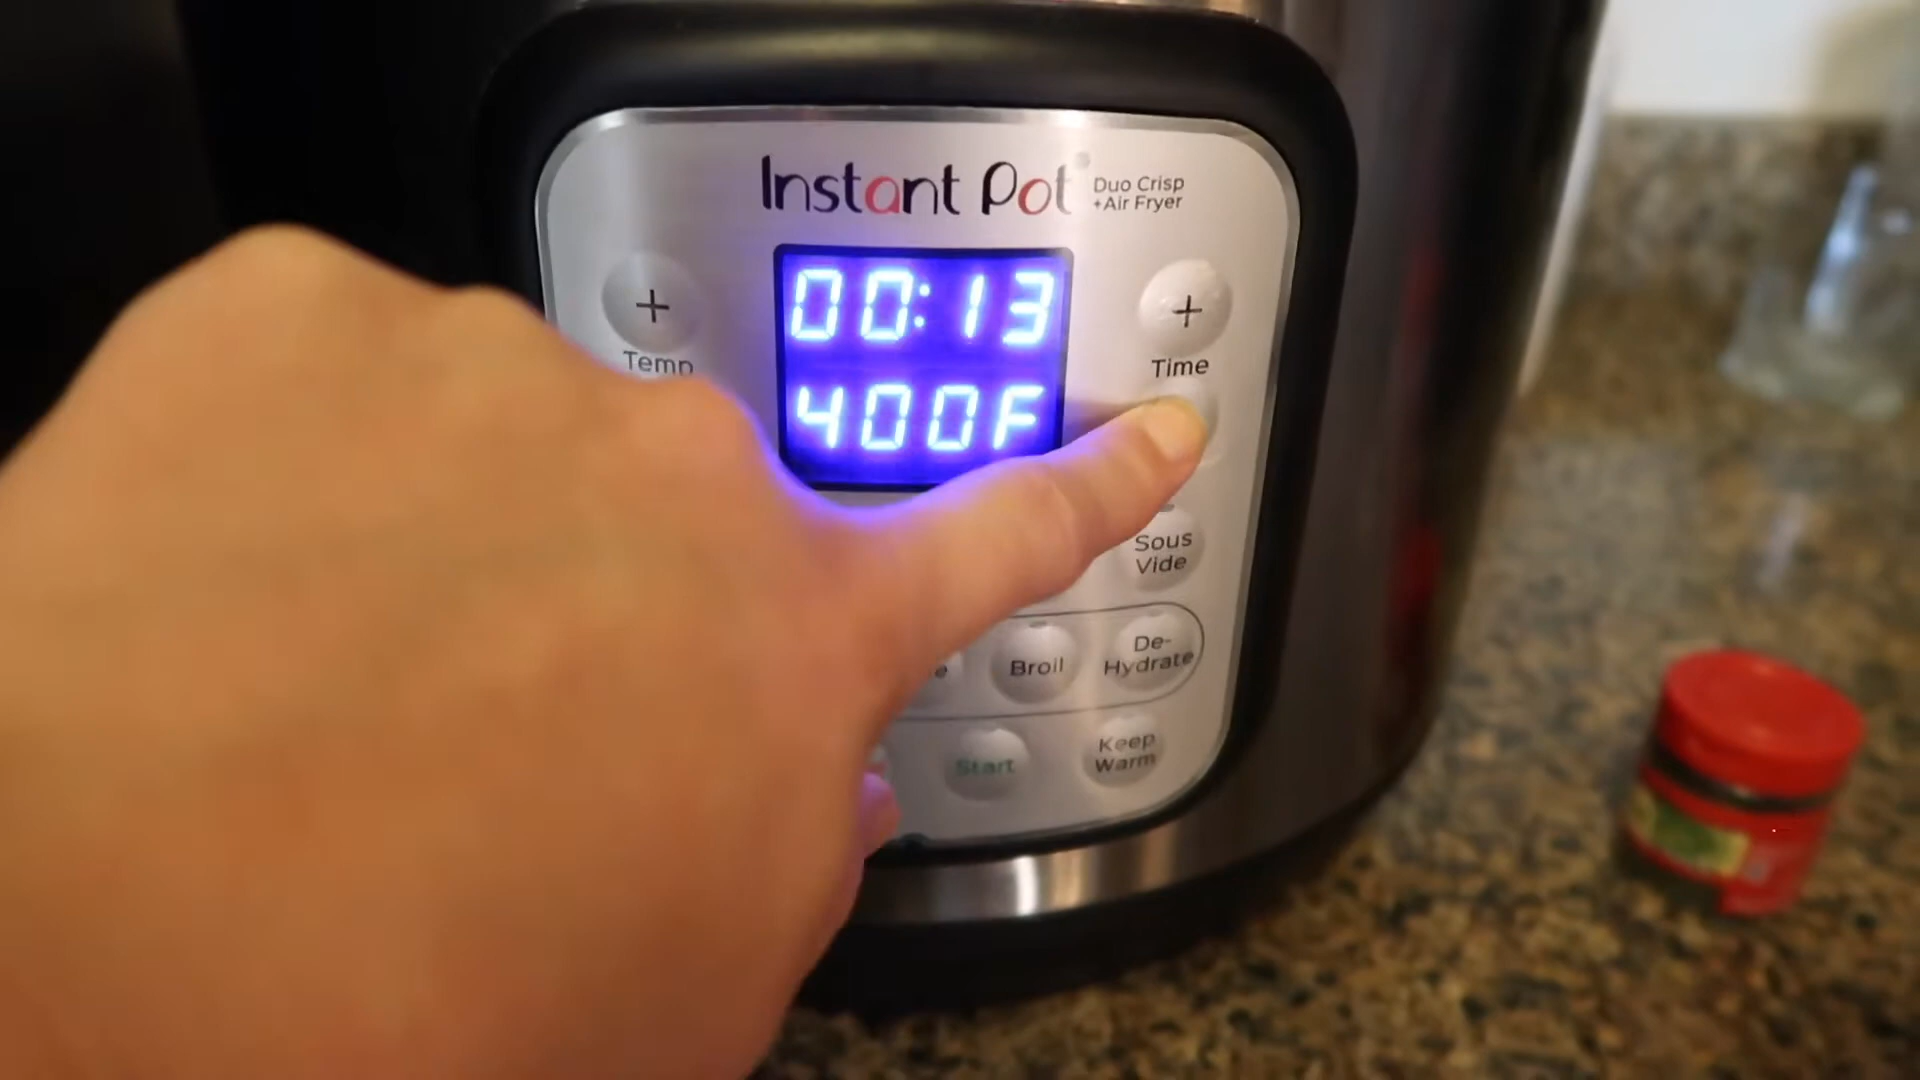 Instant Pot®
Duo Crisp
+Air Fryer
+
00:13
+
Temp
Time
400F
Sous
Vide
Broil
De-
Hydrate
Start
Keep
Warm